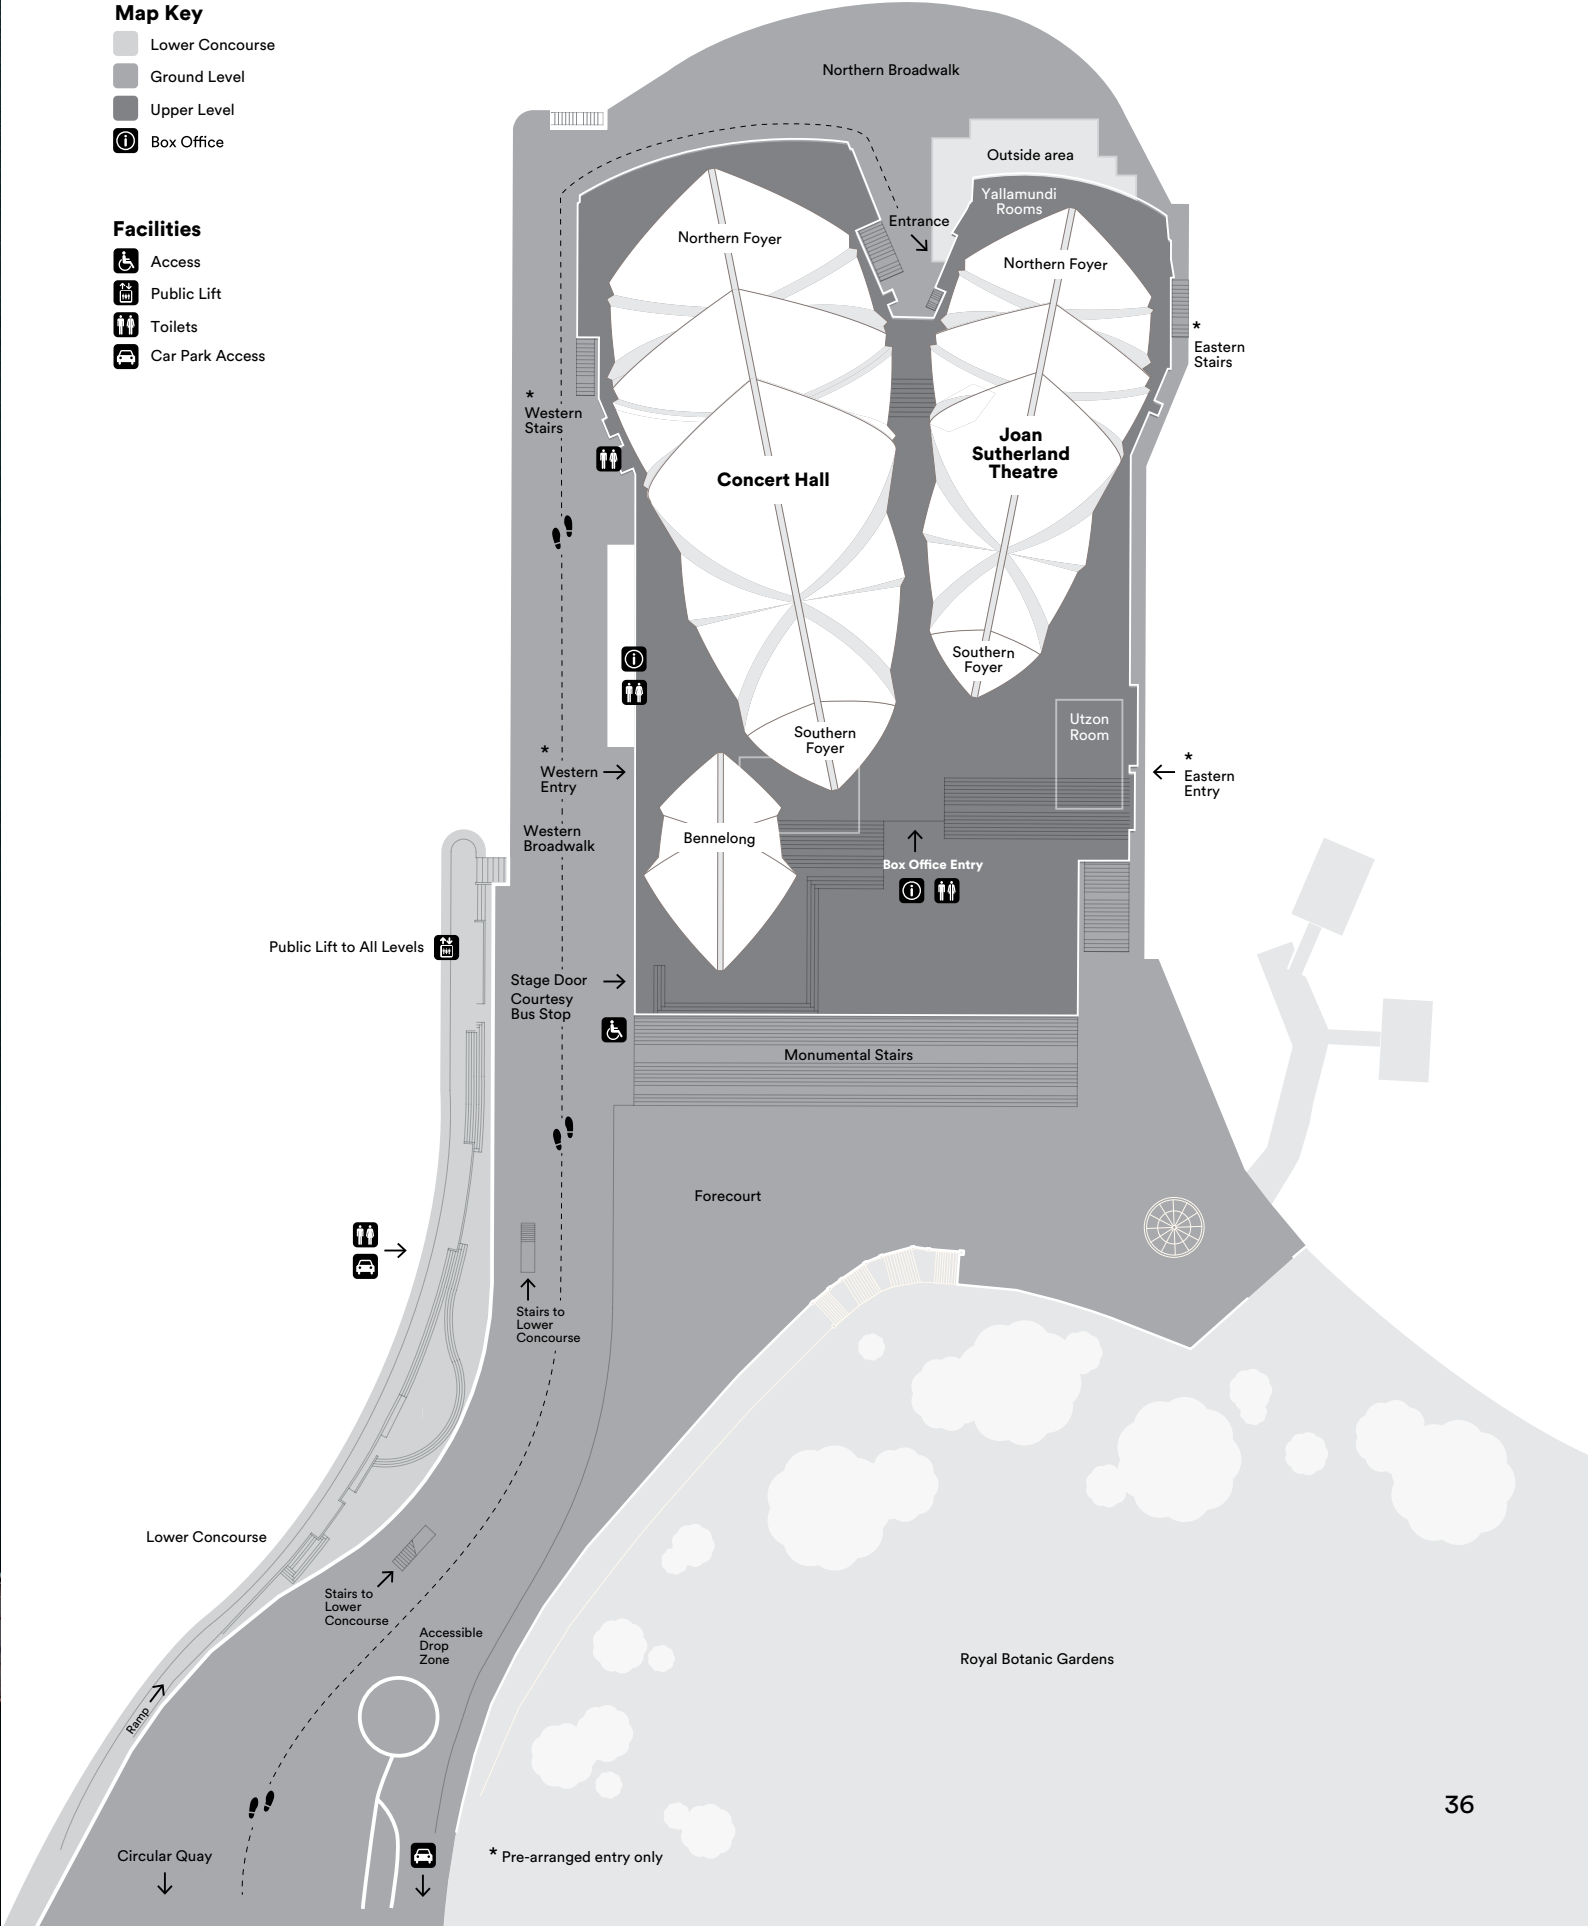 Map Key
Lower Concourse
Ground Level
Upper Level
Box Office
Facilities
Access
Public Lift
Toilets
Car Park Access
Northern Broadwalk
Outside area
Yallamundi
Rooms
Entrance
Northern Foyer
Northern Foyer
*
Eastern
Stairs
*
Western
Stairs
Joan
Sutherland
Theatre
Concert Hall
Southern
Foyer
Utzon
Room
Southern
Foyer
*
Western
Entry
*
Eastern
Entry
Western
Broadwalk
Bennelong
Box Office Entry
Public Lift to All Levels
Stage Door
Courtesy
Bus Stop
Monumental Stairs
Forecourt
Stairs to
Lower
Concourse
Lower Concourse
Stairs to
Lower
Concourse
Accessible
Drop
Zone
Royal Botanic Gardens
Ramp
36
Circular Quay
* Pre-arranged entry only